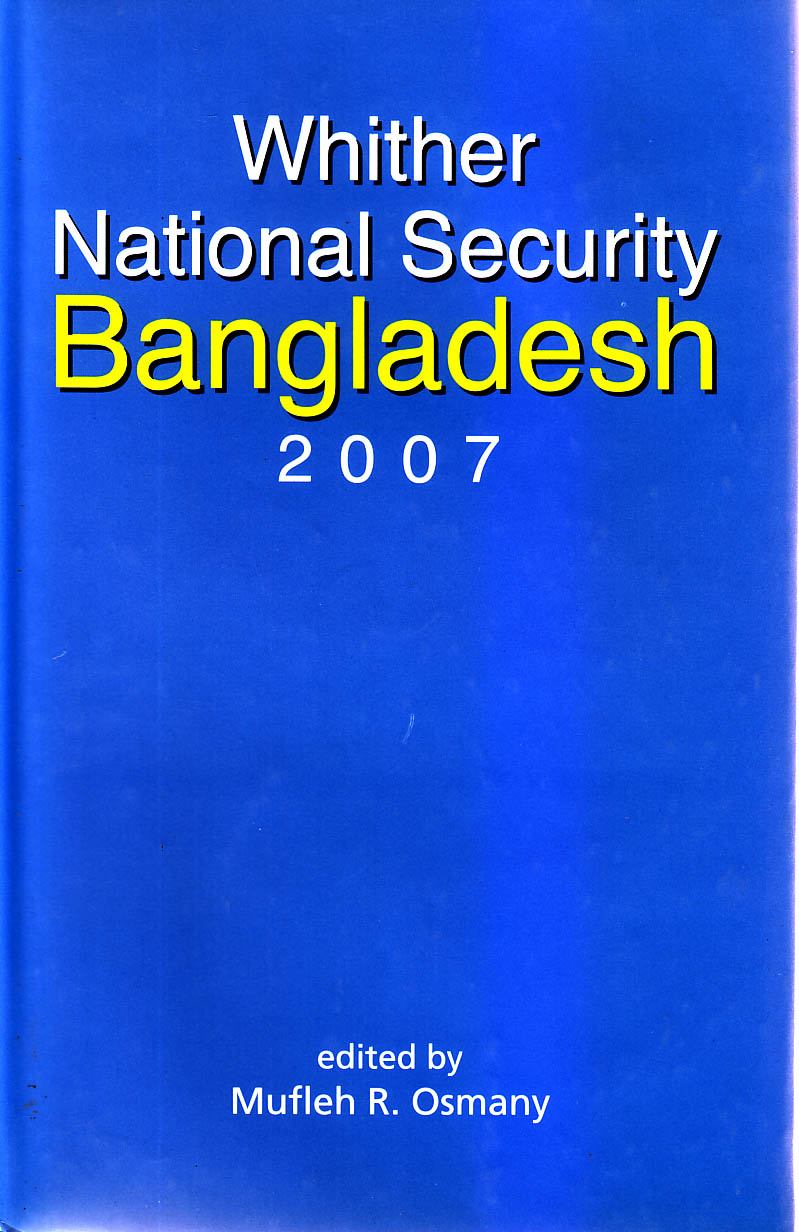 Whither
National Security
Bangladesh
2007
edited by
Mufleh R. Osmany